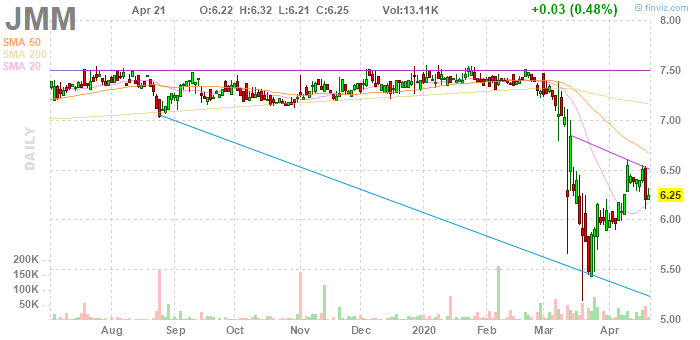 JMM
Apr 21 O:6.22 H:6.32 L:6.21 C:6.25 Vol:13.11K +0.03 (0.48%)
© finviz.com
SMA 50
SMA 200
SMA 20
DAILY
8.00
7.50
7.00
6.50
6.25
6.00
5.50
5.00
200K
150K
100K
50K
Aug Sep Oct Nov Dec 2020 Feb Mar Apr